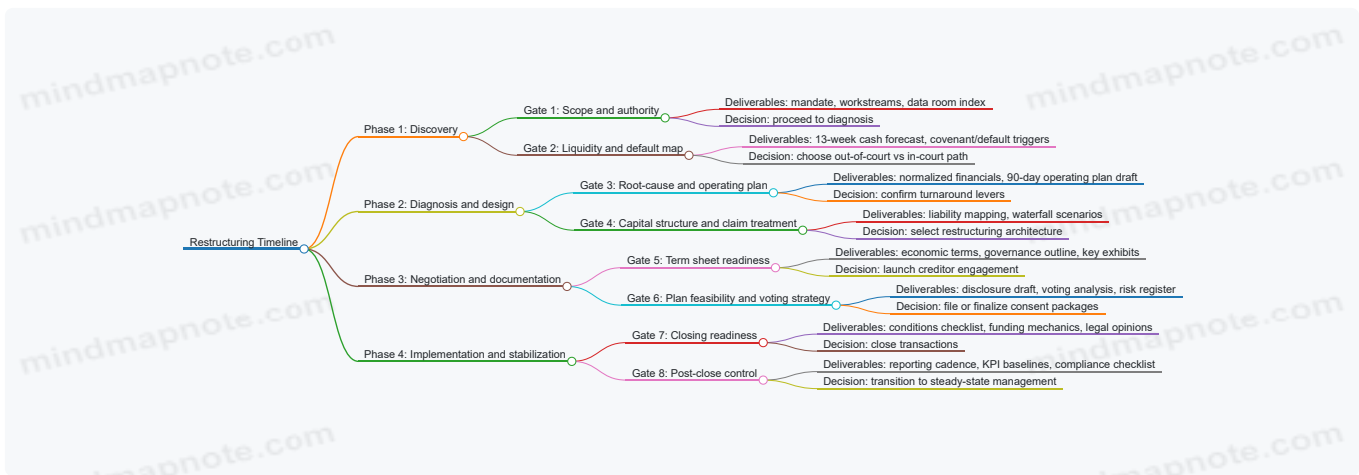 mindmapnote.com
mindmapnote.com
Restructuring Timeline
Phase 1: Discovery
Gate 1: Scope and authority
Deliverables: mandate, workstreams, data room index
Decision: proceed to diagnosis
Gate 2: Liquidity and default map
Deliverables: 13-week cash forecast, covenant/default triggers
Decision: choose out-of-court vs in-court path
mindmapnote.com
mindmapnote.com
Phase 2: Diagnosis and design
Gate 3: Root-cause and operating plan
Deliverables: normalized financials, 90-day operating plan draft
Decision: confirm turnaround levers
Gate 4: Capital structure and claim treatment
Deliverables: liability mapping, waterfall scenarios
Decision: select restructuring architecture
Phase 3: Negotiation and documentation
Gate 5: Term sheet readiness
Deliverables: economic terms, governance outline, key exhibits
Decision: launch creditor engagement
Gate 6: Plan feasibility and voting strategy
Deliverables: disclosure draft, voting analysis, risk register
Decision: file or finalize consent packages
mindmapnote.com
mindmapnote.com
Phase 4: Implementation and stabilization
Gate 7: Closing readiness
Deliverables: conditions checklist, funding mechanics, legal opinions
Decision: close transactions
Gate 8: Post-close control
Deliverables: reporting cadence, KPI baselines, compliance checklist
Decision: transition to steady-state management
mindmapnote.com
mindmapnote.com